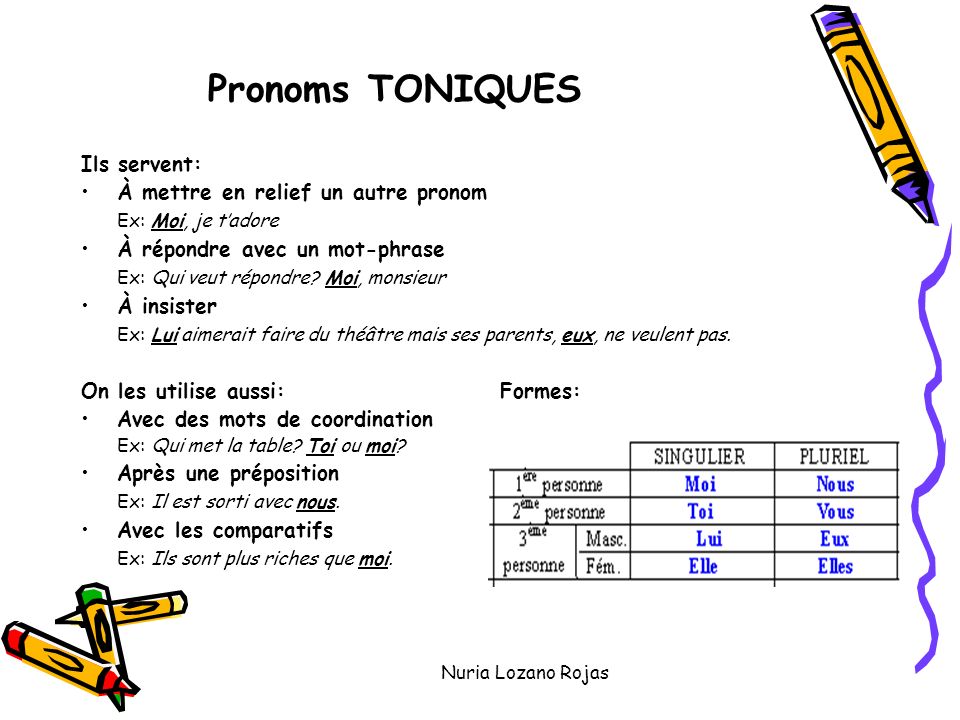 Pronoms TONIQUES
Ils servent:
• À mettre en relief un autre pronom
Ex: Moi, je t’adore
• À répondre avec un mot-phrase
Ex: Qui veut répondre? Moi, monsieur
• À insister
Ex: Lui aimerait faire du théâtre mais ses parents, eux, ne veulent pas.
On les utilise aussi:
• Avec des mots de coordination
Ex: Qui met la table? Toi ou moi?
• Après une préposition
Ex: Il est sorti avec nous.
• Avec les comparatifs
Ex: Ils sont plus riches que moi.
Formes:
SINGULIER PLURIEL
1ère personne Moi Nous
2ème personne Toi Vous
3ème personne Masc. Lui Eux
Fém. Elle Elles
Nuria Lozano Rojas